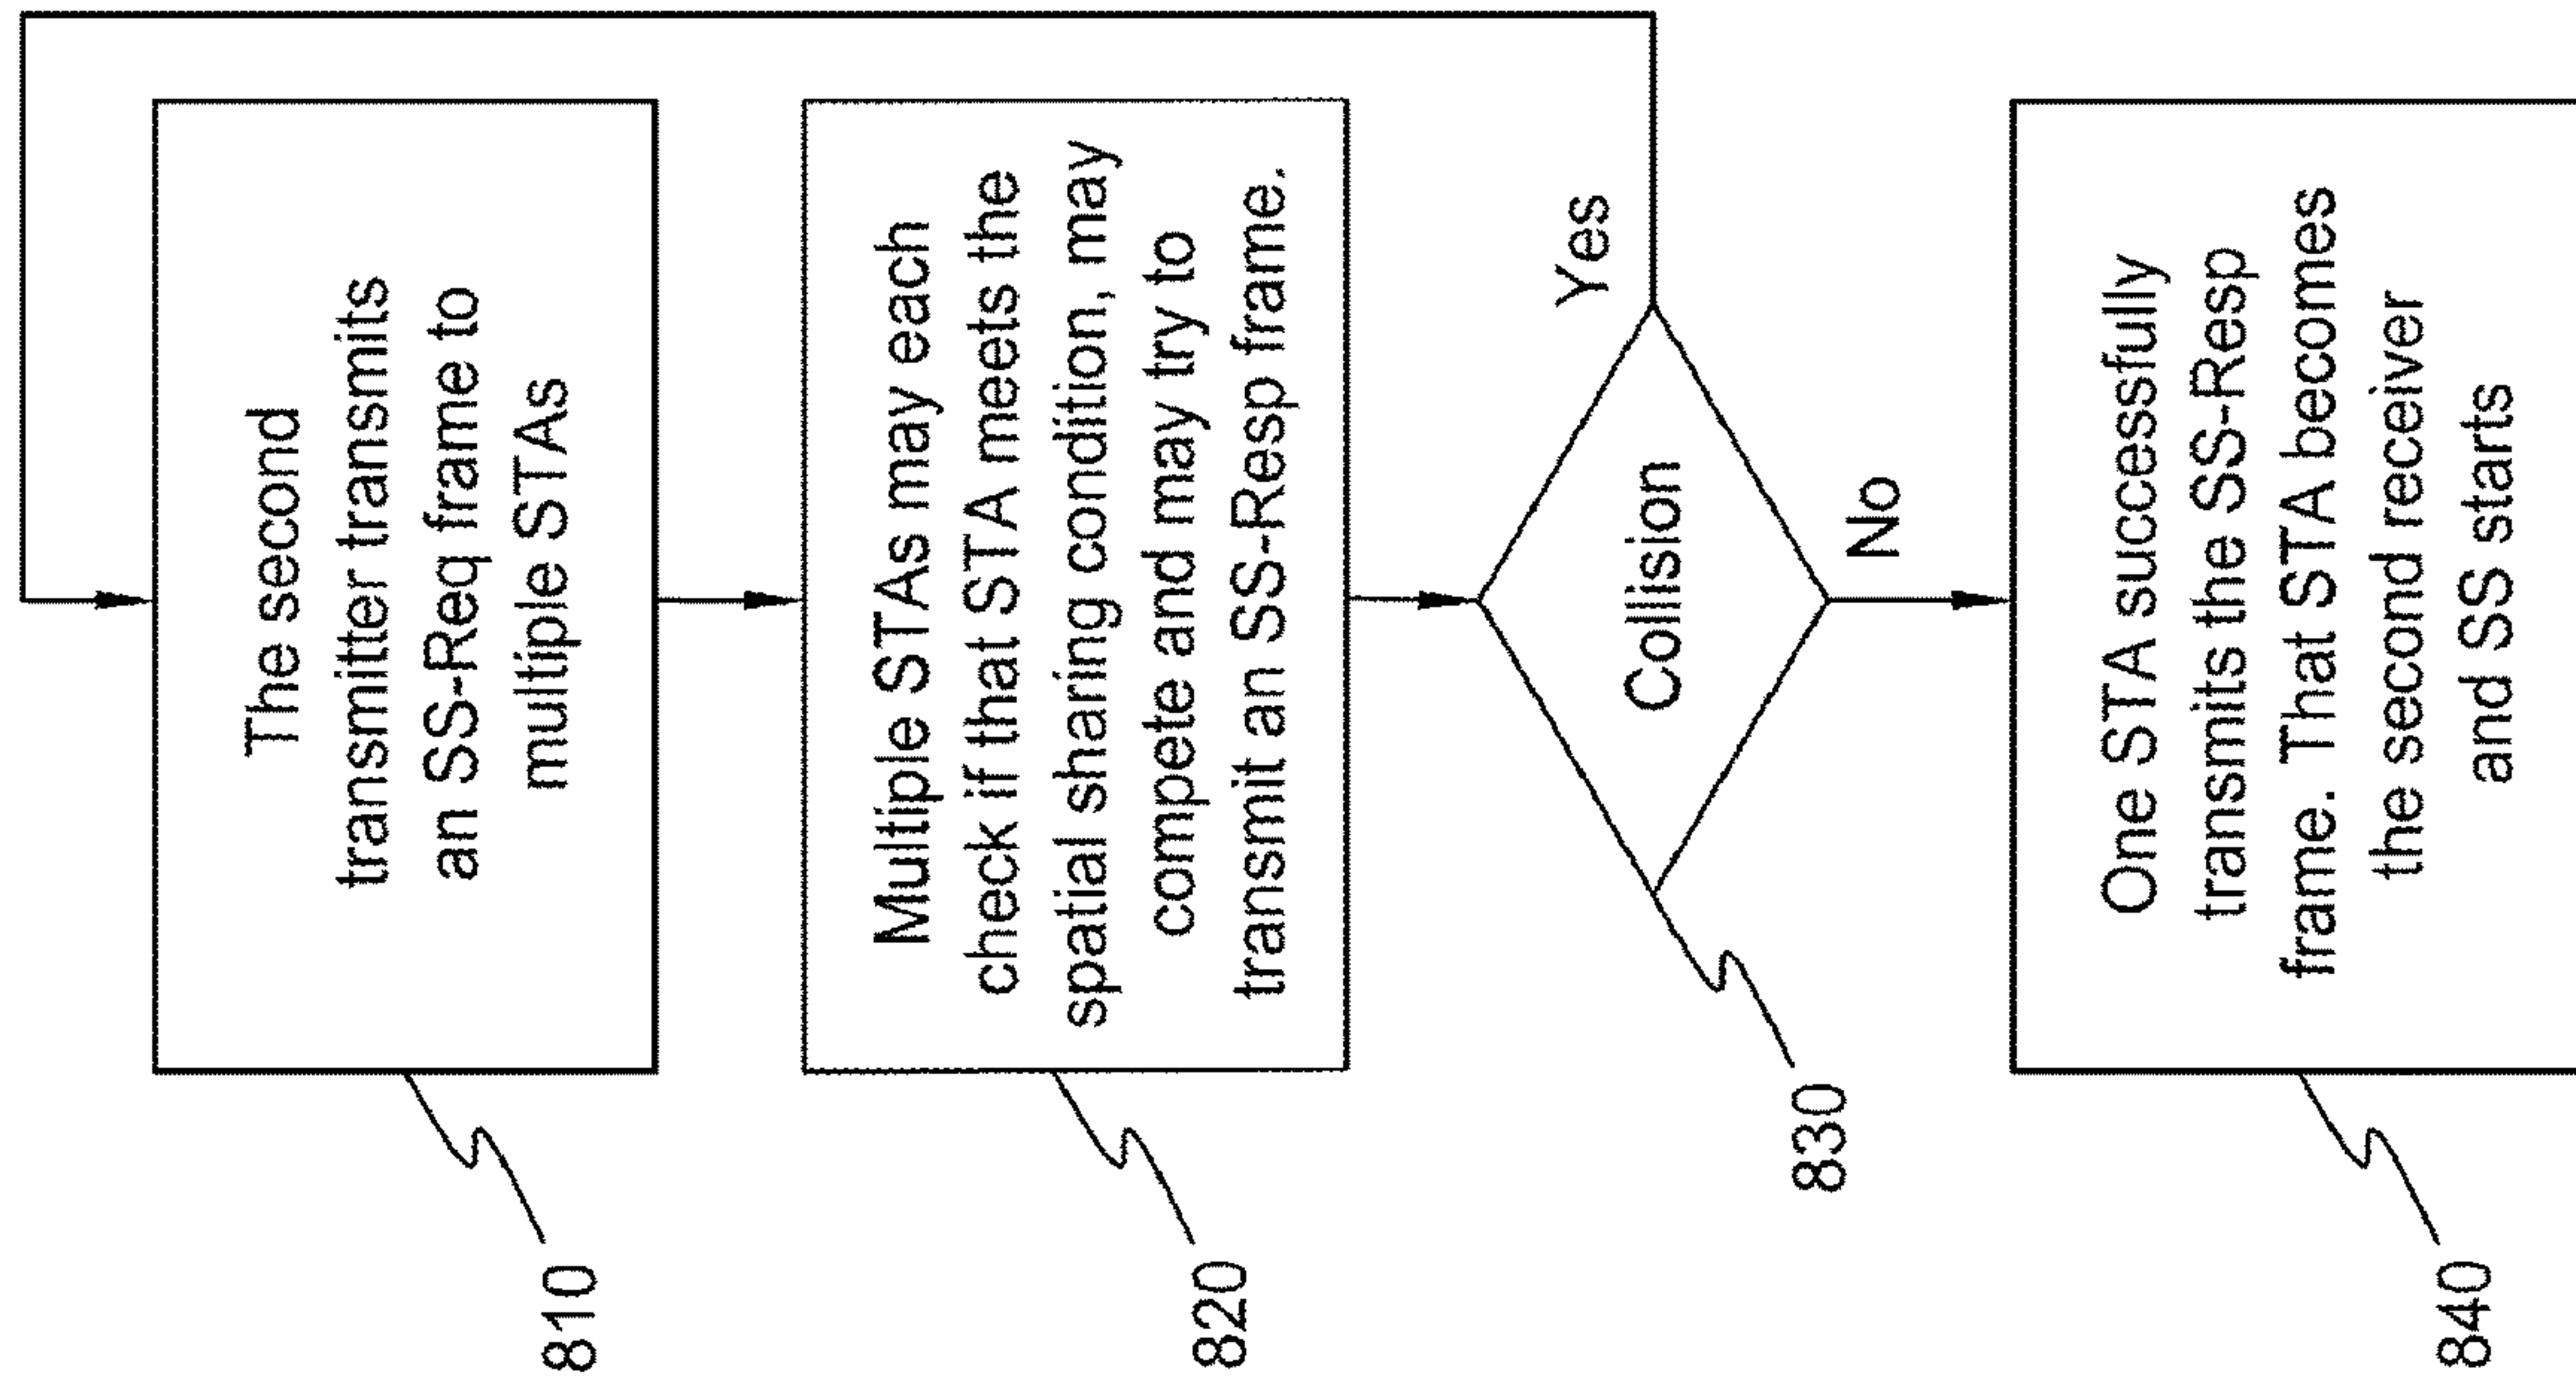 The second
transmitter transmits
an SS-Req frame to
multiple STAs
810
Multiple STAs may each
check if that STA meets the
spatial sharing condition, may
compete and may try to
transmit an SS-Resp frame.
820
Collision
Yes
No
830
One STA successfully
transmits the SS-Resp
frame. That STA becomes
the second receiver
and SS starts
840